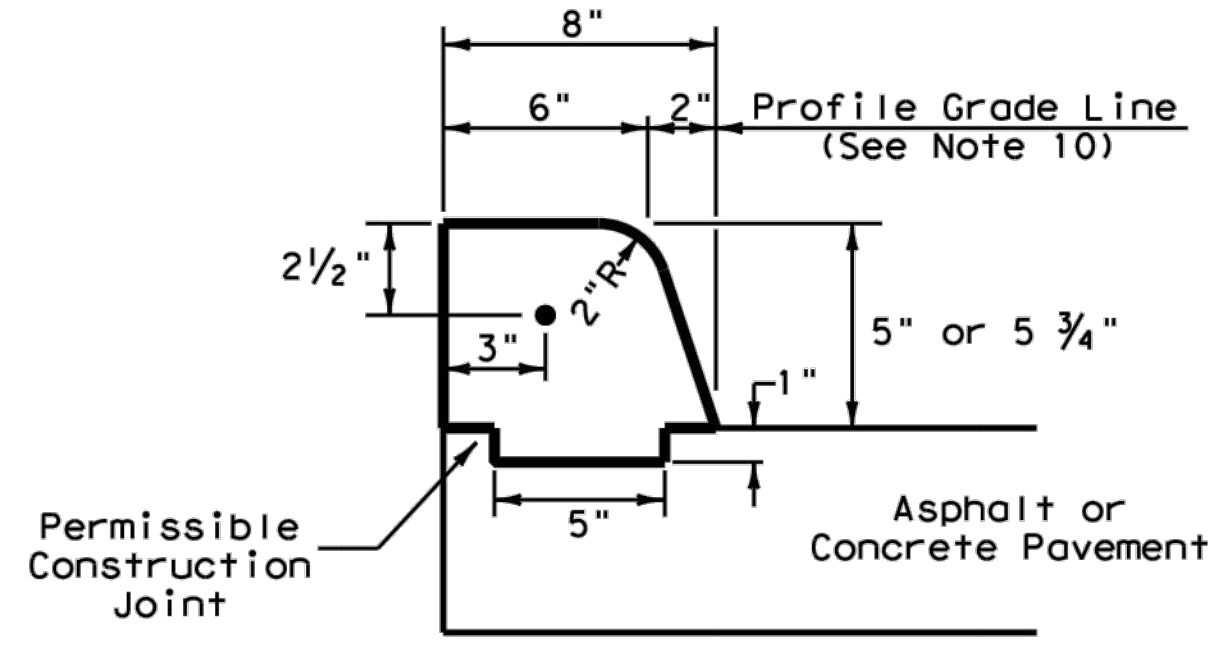 8"
6"
2"
Profile Grade Line
(See Note 10)
2½"
2"R
3"
5" or 5 ¾"
1"
5"
Permissible
Construction
Joint
Asphalt or
Concrete Pavement